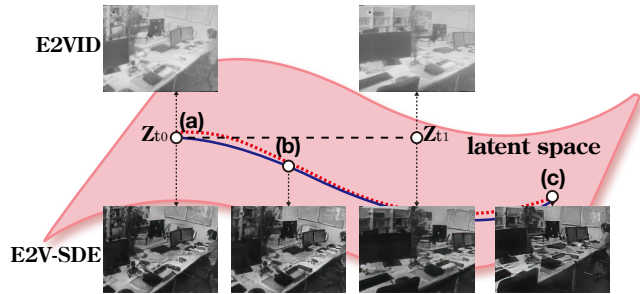 E2VID
(a)
Zt0
(b)
Zt1
latent space
(c)
E2V-SDE